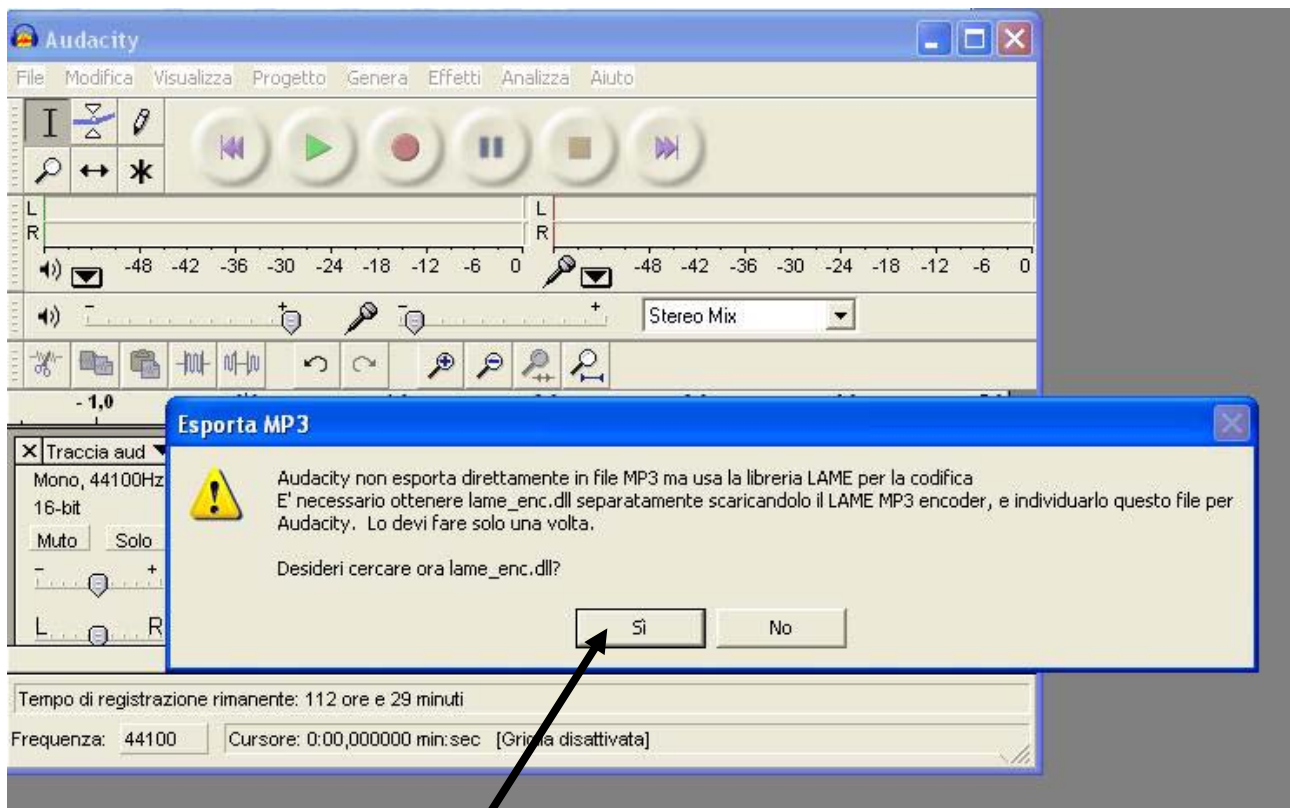 Audacity
File Modifica Visualizza Progetto Genera Effetti Analizza Aiuto
L
R
L
R
-48 -42 -36 -30 -24 -18 -12 -6 0
-48 -42 -36 -30 -24 -18 -12 -6 0
- +
- +
Stereo Mix
- 1,0
Esporta MP3
Traccia aud
Mono, 44100Hz
16-bit
Muto Solo
- +
L R
Audacity non esporta direttamente in file MP3 ma usa la libreria LAME per la codifica
E' necessario ottenere lame_enc.dll separatamente scaricandolo il LAME MP3 encoder, e individuarlo questo file per
Audacity. Lo devi fare solo una volta.
Desideri cercare ora lame_enc.dll?
Sì No
Tempo di registrazione rimanente: 112 ore e 29 minuti
Frequenza: 44100 Cursore: 0:00,000000 min:sec [Griglia disattivata]